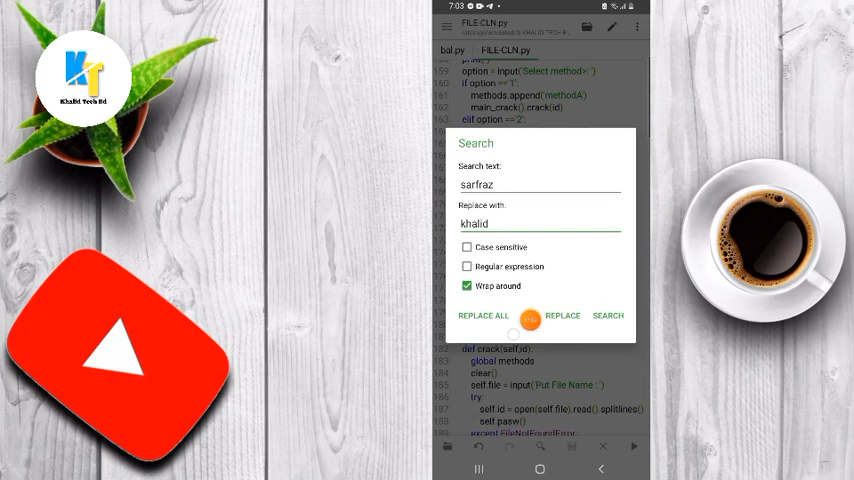 KT
Khalid Tech Bd
7:03
FILE-CLN.py
bal.py
FILE-CLN.py
159 option = input('Select method>: ')
160 if option =='1':
161 methods.append('methodA')
162 main_crack().crack(id)
163 elif option =='2':
Search
Search text:
sarfraz
Replace with:
khalid
Case sensitive
Regular expression
Wrap around
REPLACE ALL
REPLACE
SEARCH
182 def crack(self,id):
183 global methods
184 clear()
185 self.file = input('Put File Name : ')
186 try:
187 self.id = open(self.file).read().splitlines()
188 self.pasw()
189 except FileNotFoundError: